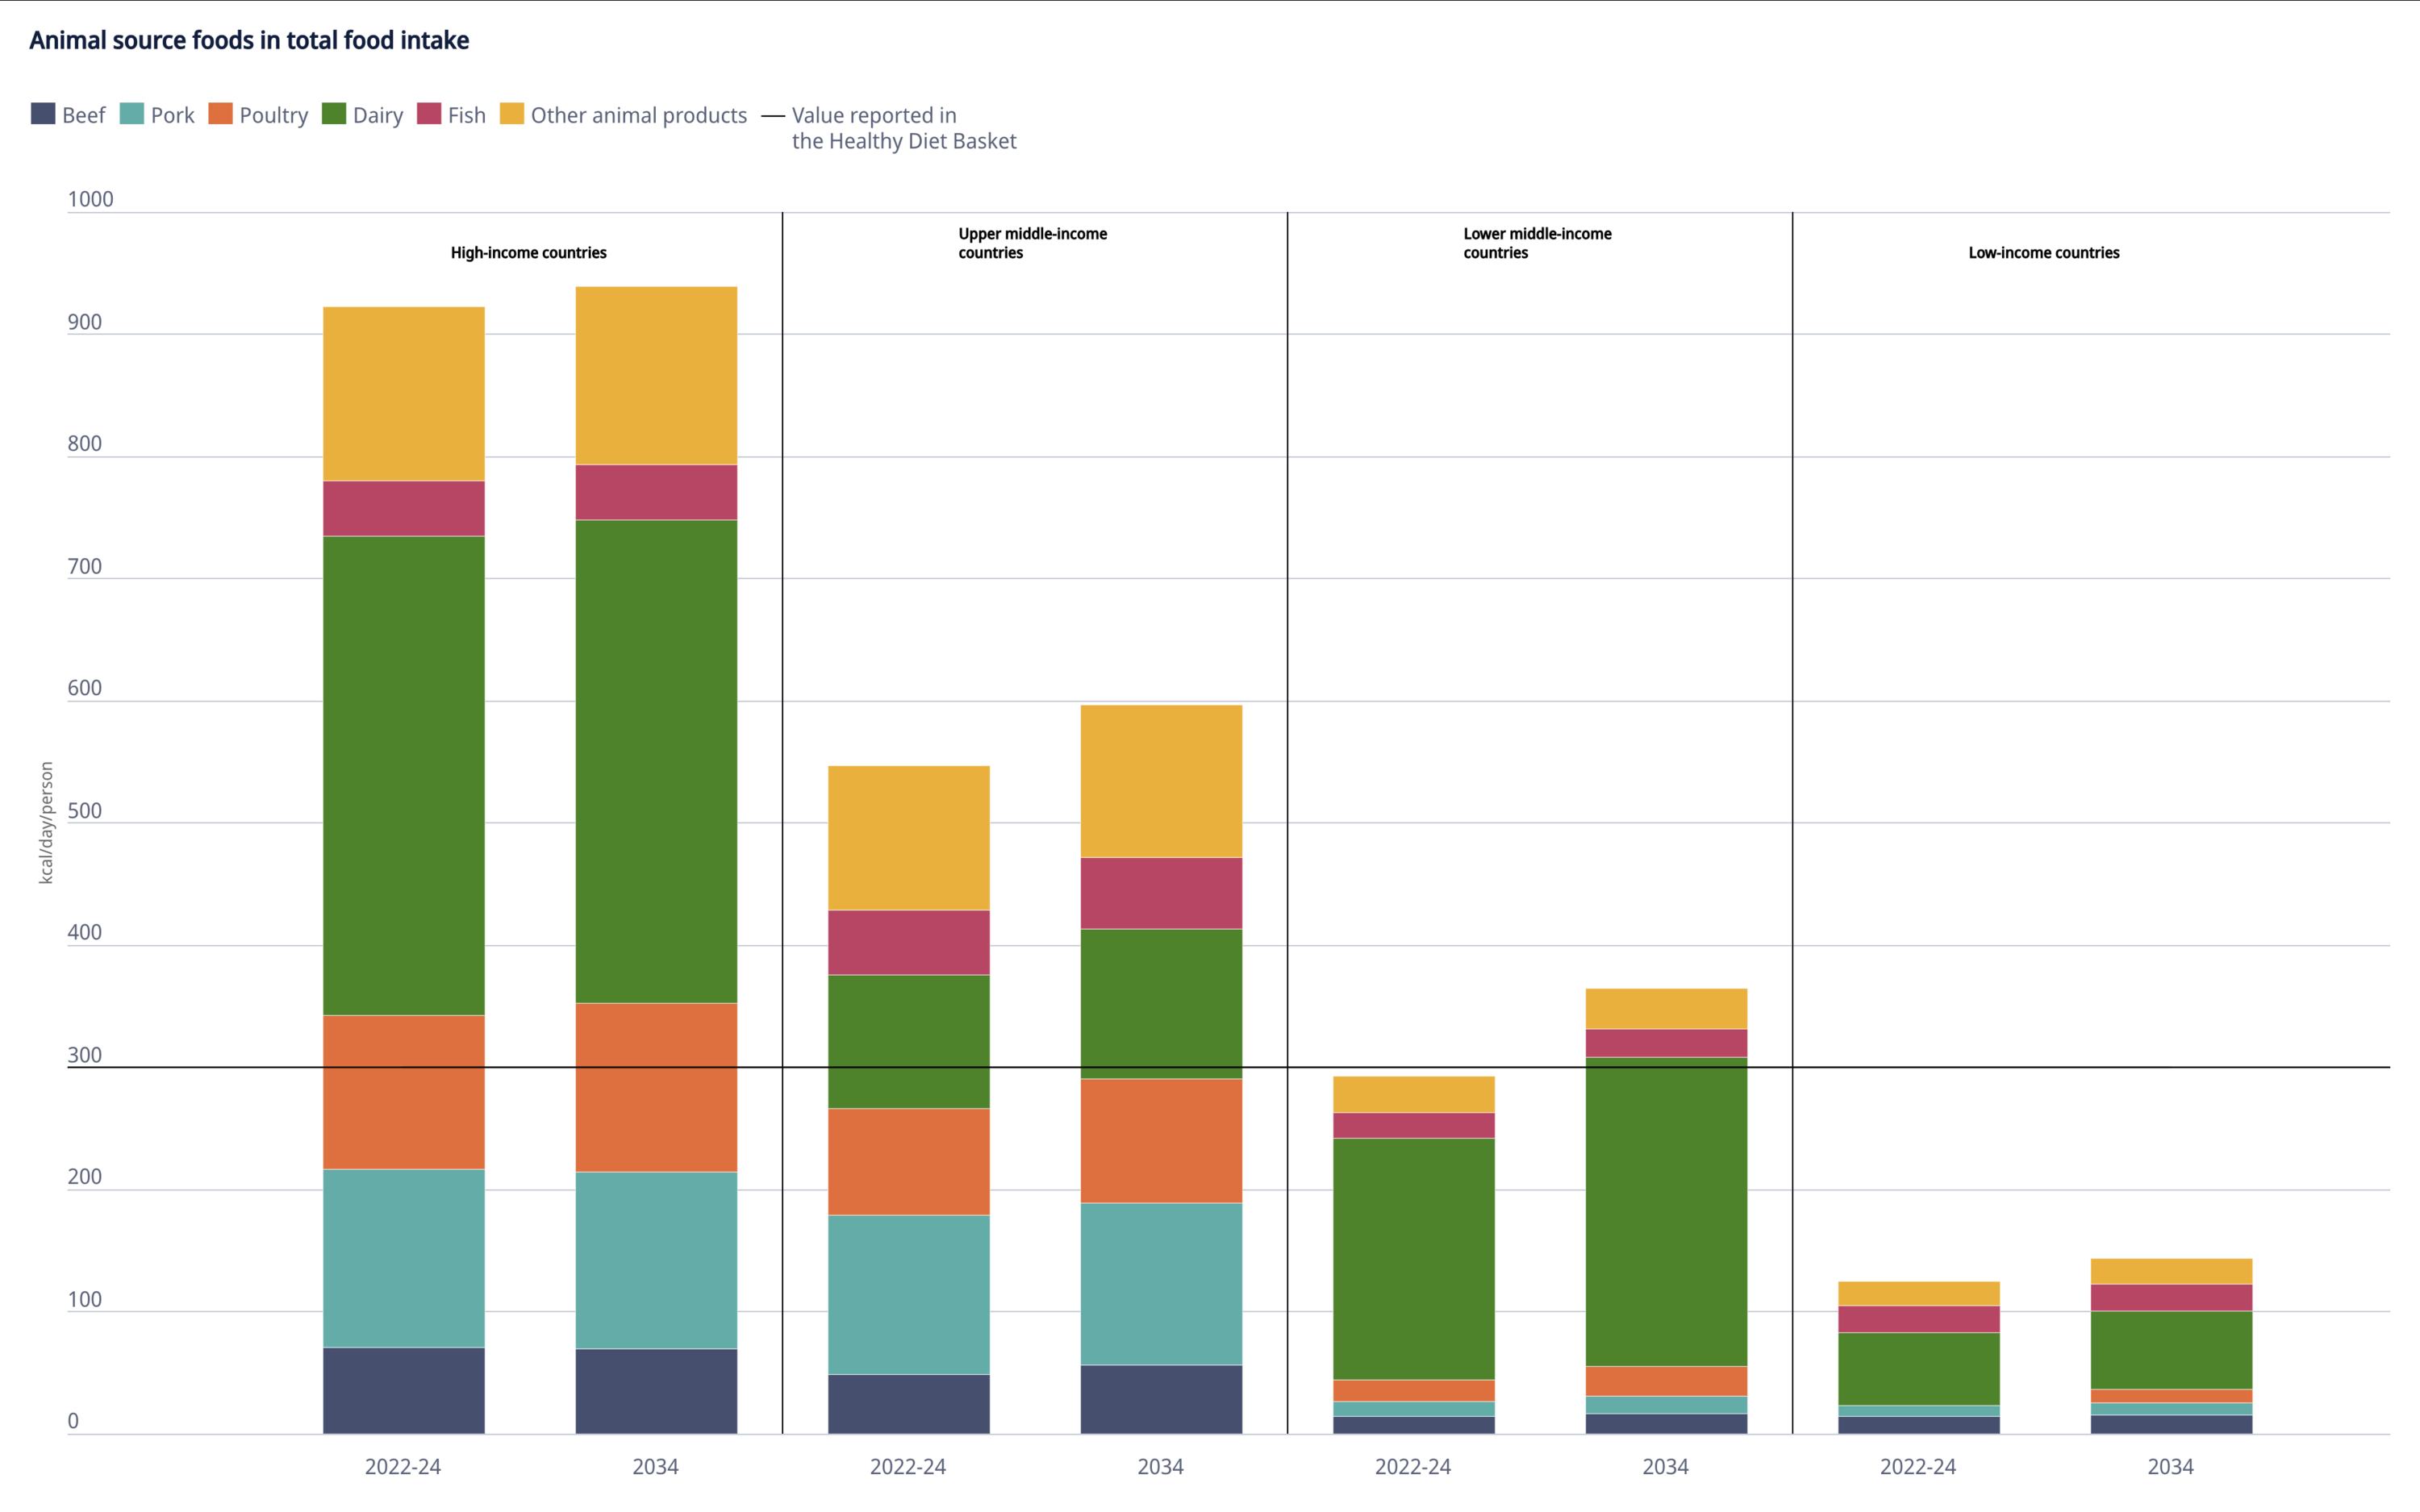 Animal source foods in total food intake
Beef Pork Poultry Dairy Fish Other animal products Value reported in
the Healthy Diet Basket
1000
High-income countries
Upper middle-income
countries
Lower middle-income
countries
Low-income countries
900
800
700
600
500
400
300
200
100
0
kcal/day/person
2022-24 2034 2022-24 2034 2022-24 2034 2022-24 2034